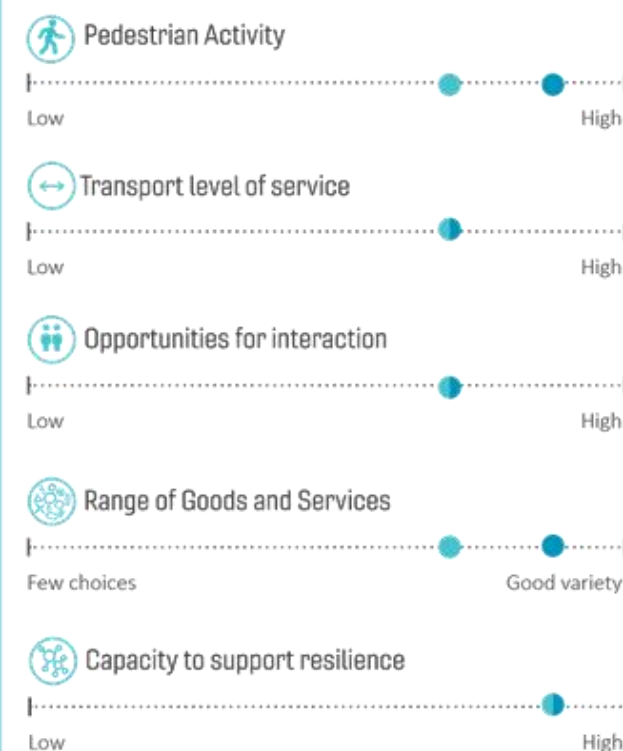 Pedestrian Activity
Low High
Transport level of service
Low High
Opportunities for interaction
Low High
Range of Goods and Services
Few choices Good variety
Capacity to support resilience
Low High